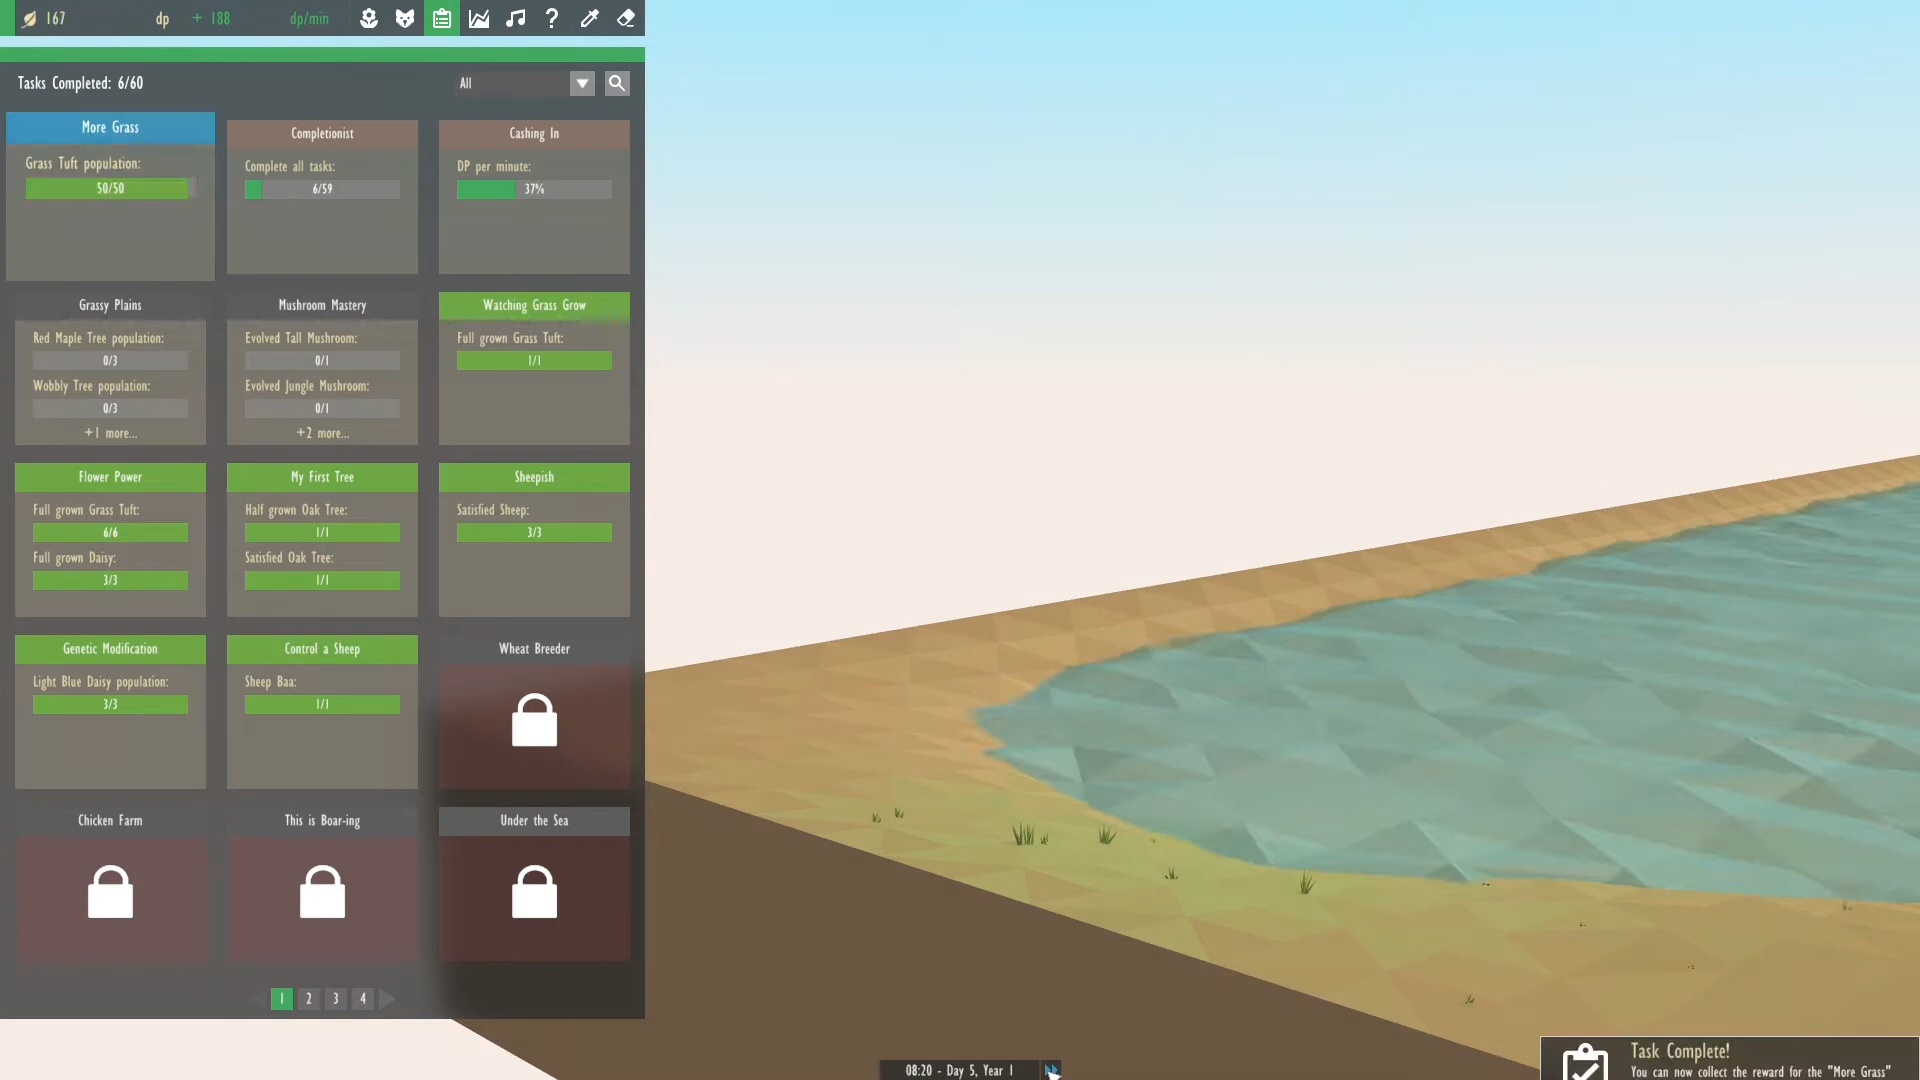 167 dp + 188 dp/min ?
Tasks Completed: 6/60
All
More Grass
Grass Tuft population:
50/50
Completionist
Complete all tasks:
6/59
Cashing In
DP per minute:
37%
Grassy Plains
Red Maple Tree population:
0/3
Wobbly Tree population:
0/3
+1 more...
Mushroom Mastery
Evolved Tall Mushroom:
0/1
Evolved Jungle Mushroom:
0/1
+2 more...
Watching Grass Grow
Full grown Grass Tuft:
1/1
Flower Power
Full grown Grass Tuft:
6/6
Full grown Daisy:
3/3
My First Tree
Half grown Oak Tree:
1/1
Satisfied Oak Tree:
1/1
Sheepish
Satisfied Sheep:
3/3
Genetic Modification
Light Blue Daisy population:
3/3
Control a Sheep
Sheep Baa:
1/1
Wheat Breeder
Chicken Farm
This is Boar-ing
Under the Sea
1 2 3 4
08:20 - Day 5, Year 1
Task Complete!
You can now collect the reward for the "More Grass"